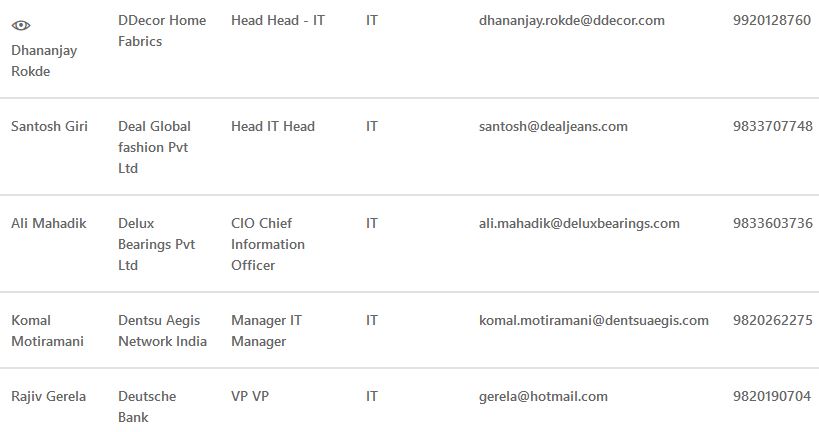 Dhananjay Rokde DDecor Home Fabrics Head Head - IT IT dhananjay.rokde@ddecor.com 9920128760
Santosh Giri Deal Global fashion Pvt Ltd Head IT Head IT santosh@dealjeans.com 9833707748
Ali Mahadik Delux Bearings Pvt Ltd CIO Chief Information Officer IT ali.mahadik@deluxbearings.com 9833603736
Komal Motiramani Dentsu Aegis Network India Manager IT Manager IT komal.motiramani@dentsuaegis.com 9820262275
Rajiv Gerela Deutsche Bank VP VP IT gerela@hotmail.com 9820190704